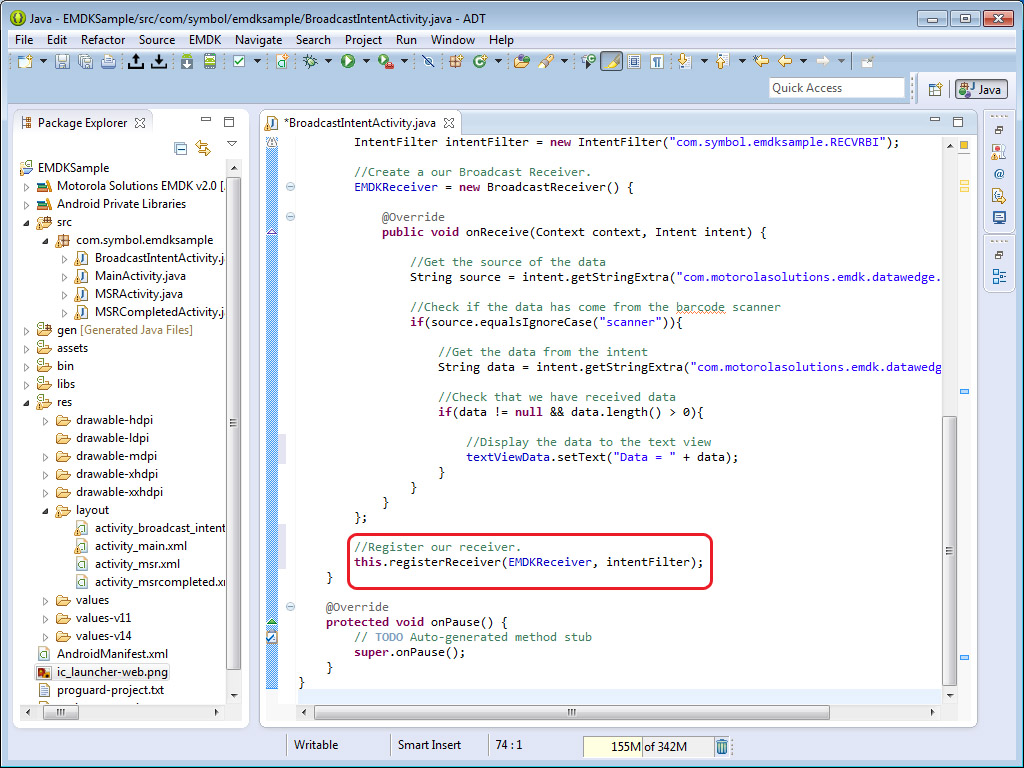 Java - EMDKSample/src/com/symbol/emdksample/BroadcastIntentActivity.java - ADT
File Edit Refactor Source EMDK Navigate Search Project Run Window Help
Quick Access
Java
Package Explorer
EMDKSample
Motorola Solutions EMDK v2.0 [
Android Private Libraries
src
com.symbol.emdksample
BroadcastIntentActivity.j
MainActivity.java
MSRActivity.java
MSRCompletedActivity.j
gen [Generated Java Files]
assets
bin
libs
res
drawable-hdpi
drawable-ldpi
drawable-mdpi
drawable-xhdpi
drawable-xxhdpi
layout
activity_broadcast_intent
activity_main.xml
activity_msr.xml
activity_msrcompleted.x
values
values-v11
values-v14
AndroidManifest.xml
ic_launcher-web.png
proguard-project.txt
*BroadcastIntentActivity.java
IntentFilter intentFilter = new IntentFilter("com.symbol.emdksample.RECVRBI");
//Create a our Broadcast Receiver.
EMDKReceiver = new BroadcastReceiver() {
@Override
public void onReceive(Context context, Intent intent) {
//Get the source of the data
String source = intent.getStringExtra("com.motorolasolutions.emdk.datawedge.
//Check if the data has come from the barcode scanner
if(source.equalsIgnoreCase("scanner")){
//Get the data from the intent
String data = intent.getStringExtra("com.motorolasolutions.emdk.datawedg
//Check that we have received data
if(data != null && data.length() > 0){
//Display the data to the text view
textViewData.setText("Data = " + data);
}
}
}
};
//Register our receiver.
this.registerReceiver(EMDKReceiver, intentFilter);
}
@Override
protected void onPause() {
// TODO Auto-generated method stub
super.onPause();
}
}
Writable
Smart Insert
74 : 1
155M of 342M